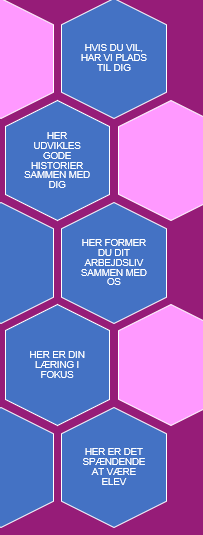 HVIS DU VIL,
HAR VI PLADS
TIL DIG
HER
UDVIKLES
GODE
HISTORIER
SAMMEN MED
DIG
HER FORMER
DU DIT
ARBEJDSLIV
SAMMEN MED
OS
HER ER DIN
LÆRING I
FOKUS
HER ER DET
SPÆNDENDE
AT VÆRE
ELEV